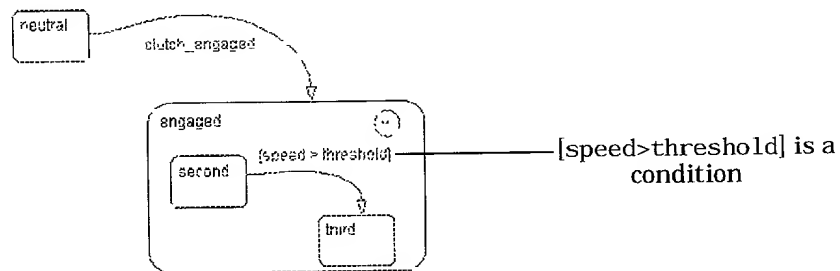 neutral
clutch_engaged
engaged
H
[speed > threshold]
second
third
[speed>threshold] is a
condition